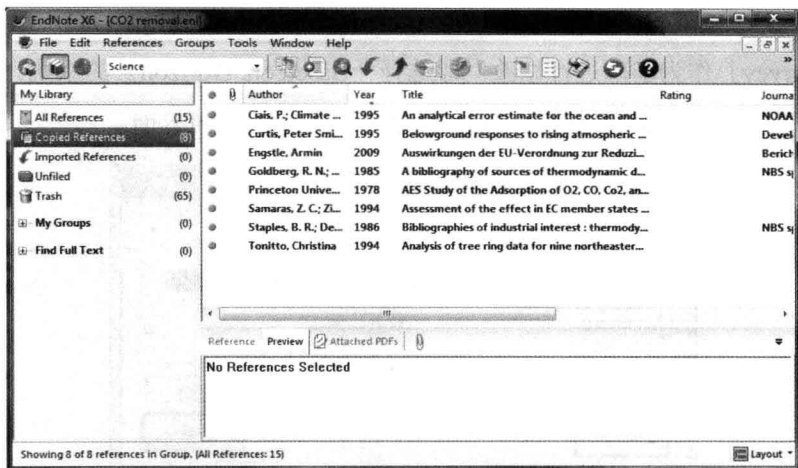 EndNote X6 - [CO2 removal.enl]
File Edit References Groups Tools Window Help
Science
My Library
All References (15)
Copied References (8)
Imported References (0)
Unfiled (0)
Trash (65)
My Groups (0)
Find Full Text (0)
Author Year Title Rating Journa
Ciais, P.; Climate ... 1995 An analytical error estimate for the ocean and ... NOAA
Curtis, Peter Smi... 1995 Belowground responses to rising atmospheric ... Devel
Engstle, Armin 2009 Auswirkungen der EU-Verordnung zur Reduzi... Berich
Goldberg, R. N.; ... 1985 A bibliography of sources of thermodynamic d... NBS sp
Princeton Unive... 1978 AES Study of the Adsorption of O2, CO, Co2, an...
Samaras, Z. C.; Zi... 1994 Assessment of the effect in EC member states ...
Staples, B. R.; De... 1986 Bibliographies of industrial interest : thermody... NBS sp
Tonitto, Christina 1994 Analysis of tree ring data for nine northeaster...
Reference Preview Attached PDFs
No References Selected
Showing 8 of 8 references in Group. (All References: 15)
Layout